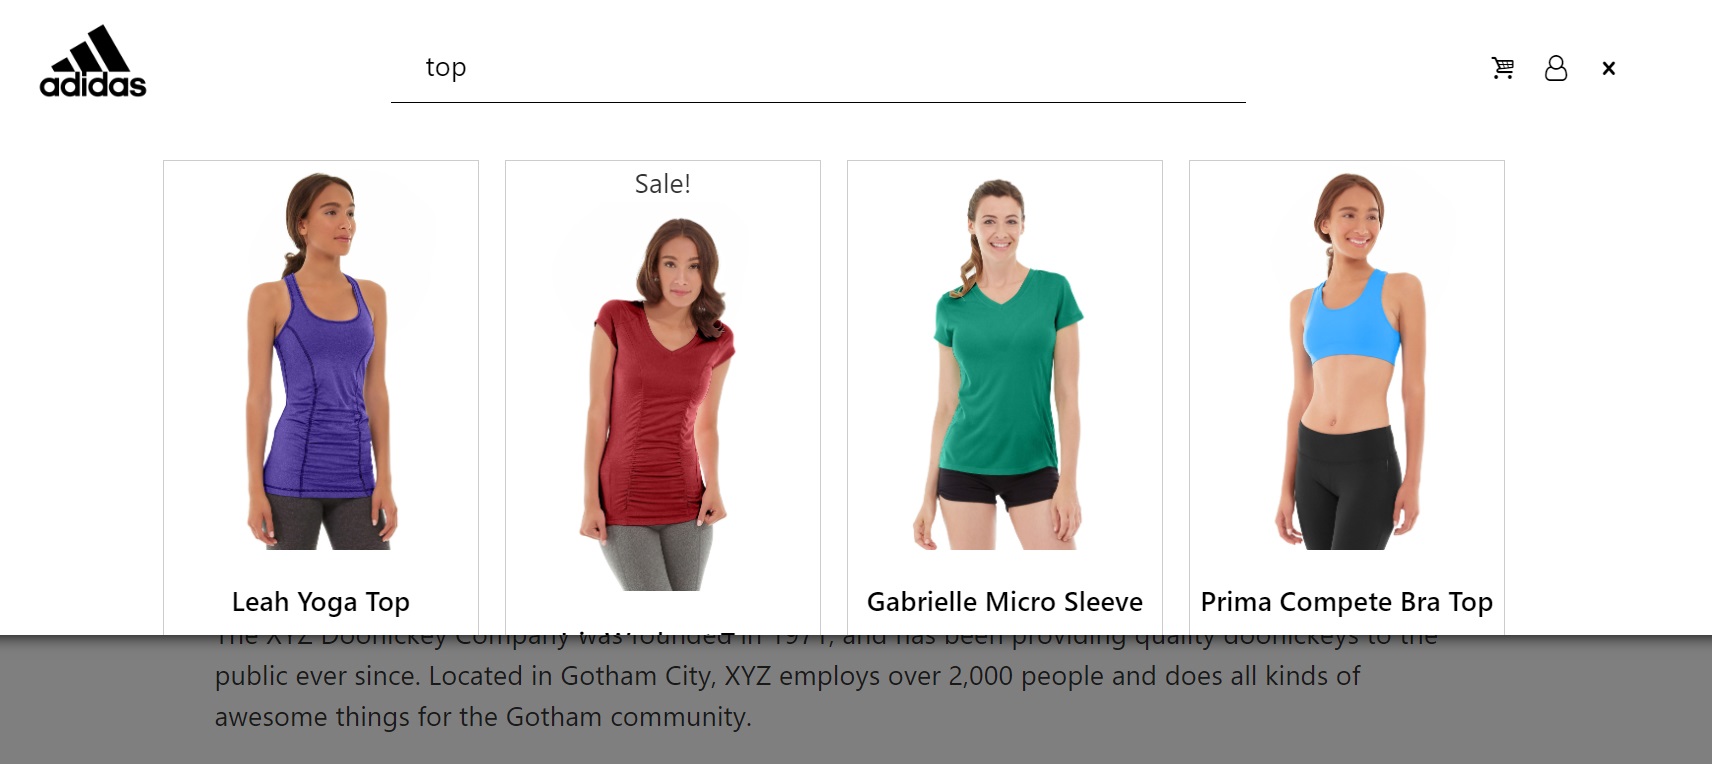 adidas
top
Sale!
Leah Yoga Top
Gabrielle Micro Sleeve
Prima Compete Bra Top
The XYZ Doohickey Company was founded in 1971, and has been providing quality doohickeys to the
public ever since. Located in Gotham City, XYZ employs over 2,000 people and does all kinds of
awesome things for the Gotham community.